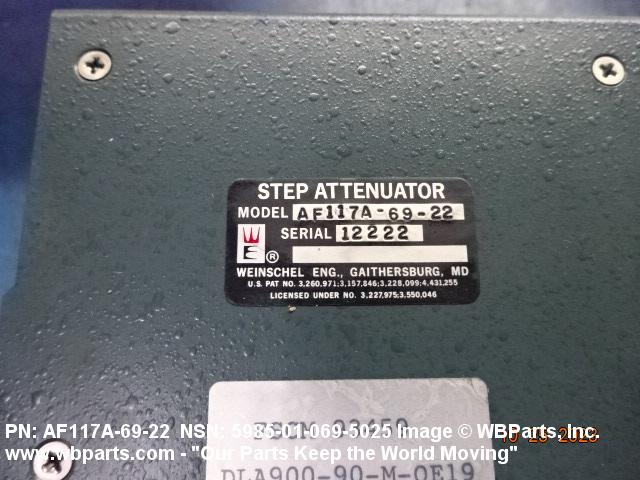 STEP ATTENUATOR
MODEL AF117A-69-22
SERIAL 12222
WE ®
WEINSCHEL ENG., GAITHERSBURG, MD
U.S. PAT NO. 3,260,971;3,157,846;3,228,099;4,431,255
LICENSED UNDER NO. 3,227,975;3,550,046
PN: AF117A-69-22 NSN: 5985-01-069-5025 Image © WBParts, Inc.
www.wbparts.com - "Our Parts Keep the World Moving"
DLA900-90-M-OE19